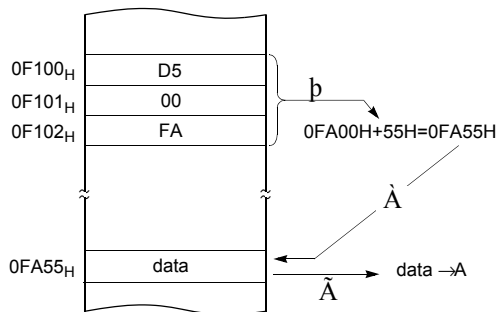 0F100H D5
0F101H 00
0F102H FA
þ
0FA00H+55H=0FA55H
À
0FA55H data
Ã
data →A